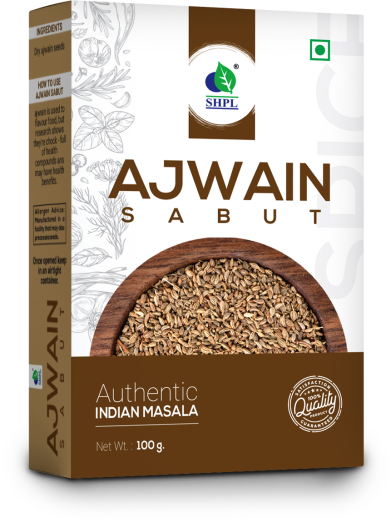 SHPL
®
AJWAIN
SABUT
SPICE
Authentic
INDIAN MASALA
Net Wt. : 100 g.
SATISFACTION
100%
Quality
PRODUCT
GUARANTEED
INGREDIENTS
Dry ajwain seeds
HOW TO USE
AJWAIN SABUT
ajwain is used to
flavour food, but
research shows
they're chock - full
of health
compounds ans
may have health
benefits.
Allergen Advice
Manufactured in a
facility that may also
process seeds.
Once opened keep
in an airtight
container.
AJWAIN
SABUT